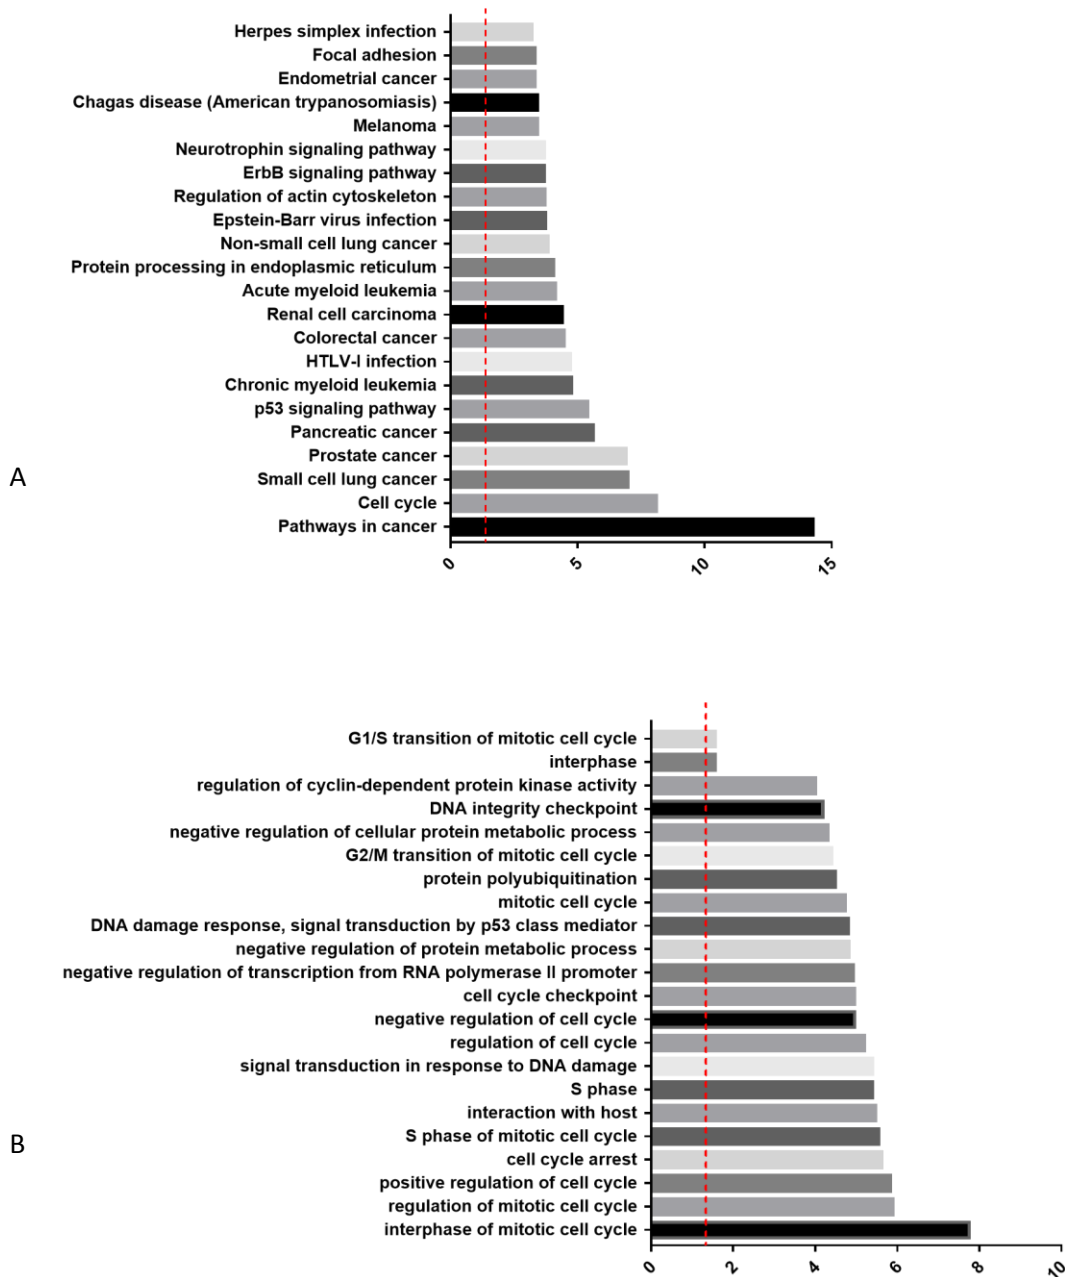 Herpes simplex infection
Focal adhesion
Endometrial cancer
Chagas disease (American trypanosomiasis)
Melanoma
Neurotrophin signaling pathway
ErbB signaling pathway
Regulation of actin cytoskeleton
Epstein-Barr virus infection
Non-small cell lung cancer
Protein processing in endoplasmic reticulum
Acute myeloid leukemia
Renal cell carcinoma
Colorectal cancer
HTLV-I infection
Chronic myeloid leukemia
p53 signaling pathway
Pancreatic cancer
Prostate cancer
A
Small cell lung cancer
Cell cycle
Pathways in cancer
0 5 10 15
G1/S transition of mitotic cell cycle
interphase
regulation of cyclin-dependent protein kinase activity
DNA integrity checkpoint
negative regulation of cellular protein metabolic process
G2/M transition of mitotic cell cycle
protein polyubiquitination
mitotic cell cycle
DNA damage response, signal transduction by p53 class mediator
negative regulation of protein metabolic process
negative regulation of transcription from RNA polymerase II promoter
cell cycle checkpoint
negative regulation of cell cycle
regulation of cell cycle
signal transduction in response to DNA damage
S phase
interaction with host
S phase of mitotic cell cycle
B
cell cycle arrest
positive regulation of cell cycle
regulation of mitotic cell cycle
interphase of mitotic cell cycle
0 2 4 6 8 10